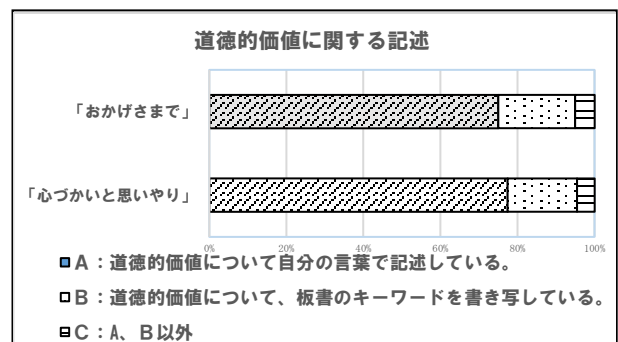 道徳的価値に関する記述
「おかげさまで」
「心づかいと思いやり」
0% 20% 40% 60% 80% 100%
A：道徳的価値について自分の言葉で記述している。
B：道徳的価値について、板書のキーワードを書き写している。
C：A、B以外